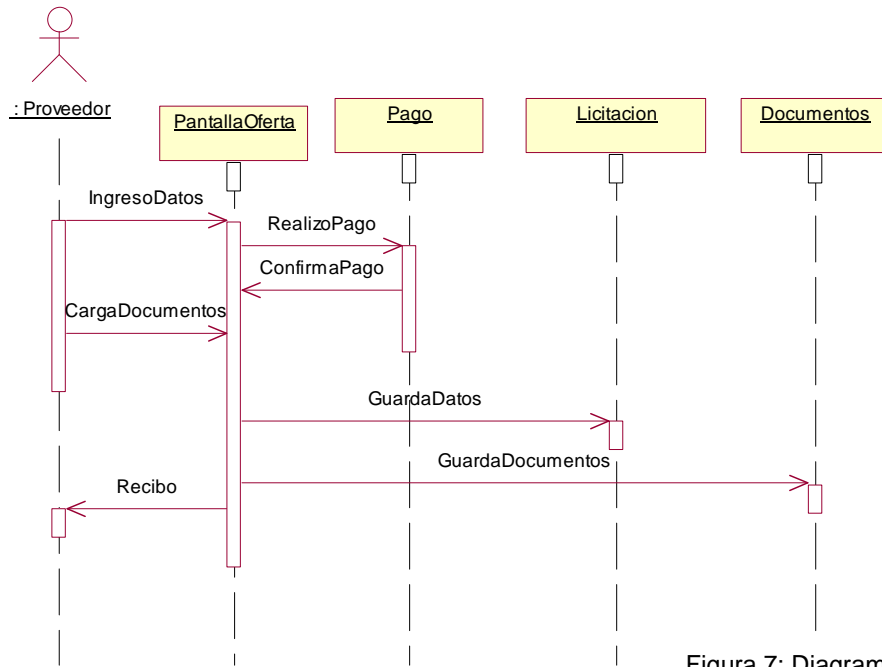 : Proveedor
PantallaOferta
Pago
Licitacion
Documentos
IngresoDatos
RealizoPago
ConfirmaPago
CargaDocumentos
GuardaDatos
GuardaDocumentos
Recibo
Figura 7: Diagram